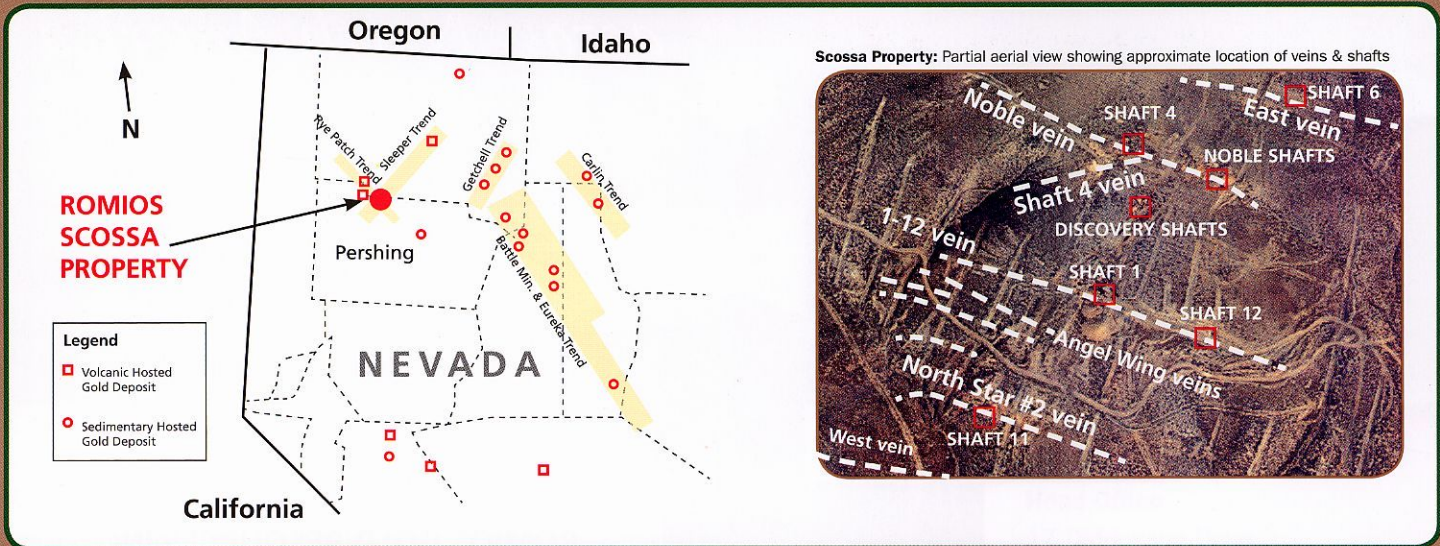 Oregon
Idaho
N
Rye Patch Trend
Sleeper Trend
Getchell Trend
Carlin Trend
ROMIOS
SCOSSA
PROPERTY
Pershing
Battle Mtn. & Eureka Trend
NEVADA
Legend
Volcanic Hosted
Gold Deposit
Sedimentary Hosted
Gold Deposit
California
Scossa Property: Partial aerial view showing approximate location of veins & shafts
SHAFT 6
East vein
Noble vein
SHAFT 4
NOBLE SHAFTS
Shaft 4 vein
DISCOVERY SHAFTS
1-12 vein
SHAFT 1
SHAFT 12
Angel Wing veins
North Star #2 vein
SHAFT 11
West vein